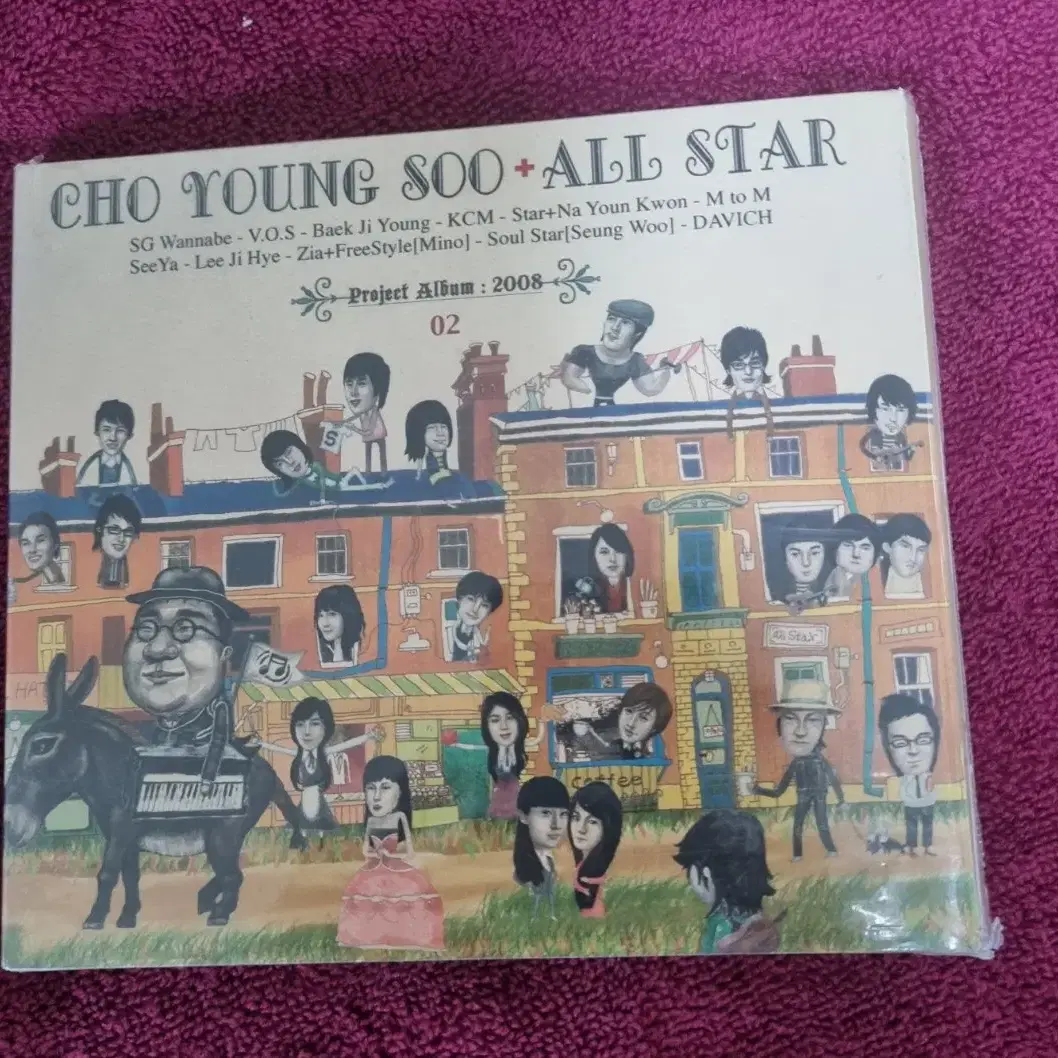 CHO YOUNG SOO + ALL STAR
SG Wannabe - V.O.S - Baek Ji Young - KCM - Star+Na Youn Kwon - M to M
SeeYa - Lee Ji Hye - Zia+FreeStyle[Mino] - Soul Star[Seung Woo] - DAVICH
Project Album : 2008
02
S
All Star
HAT
coffee